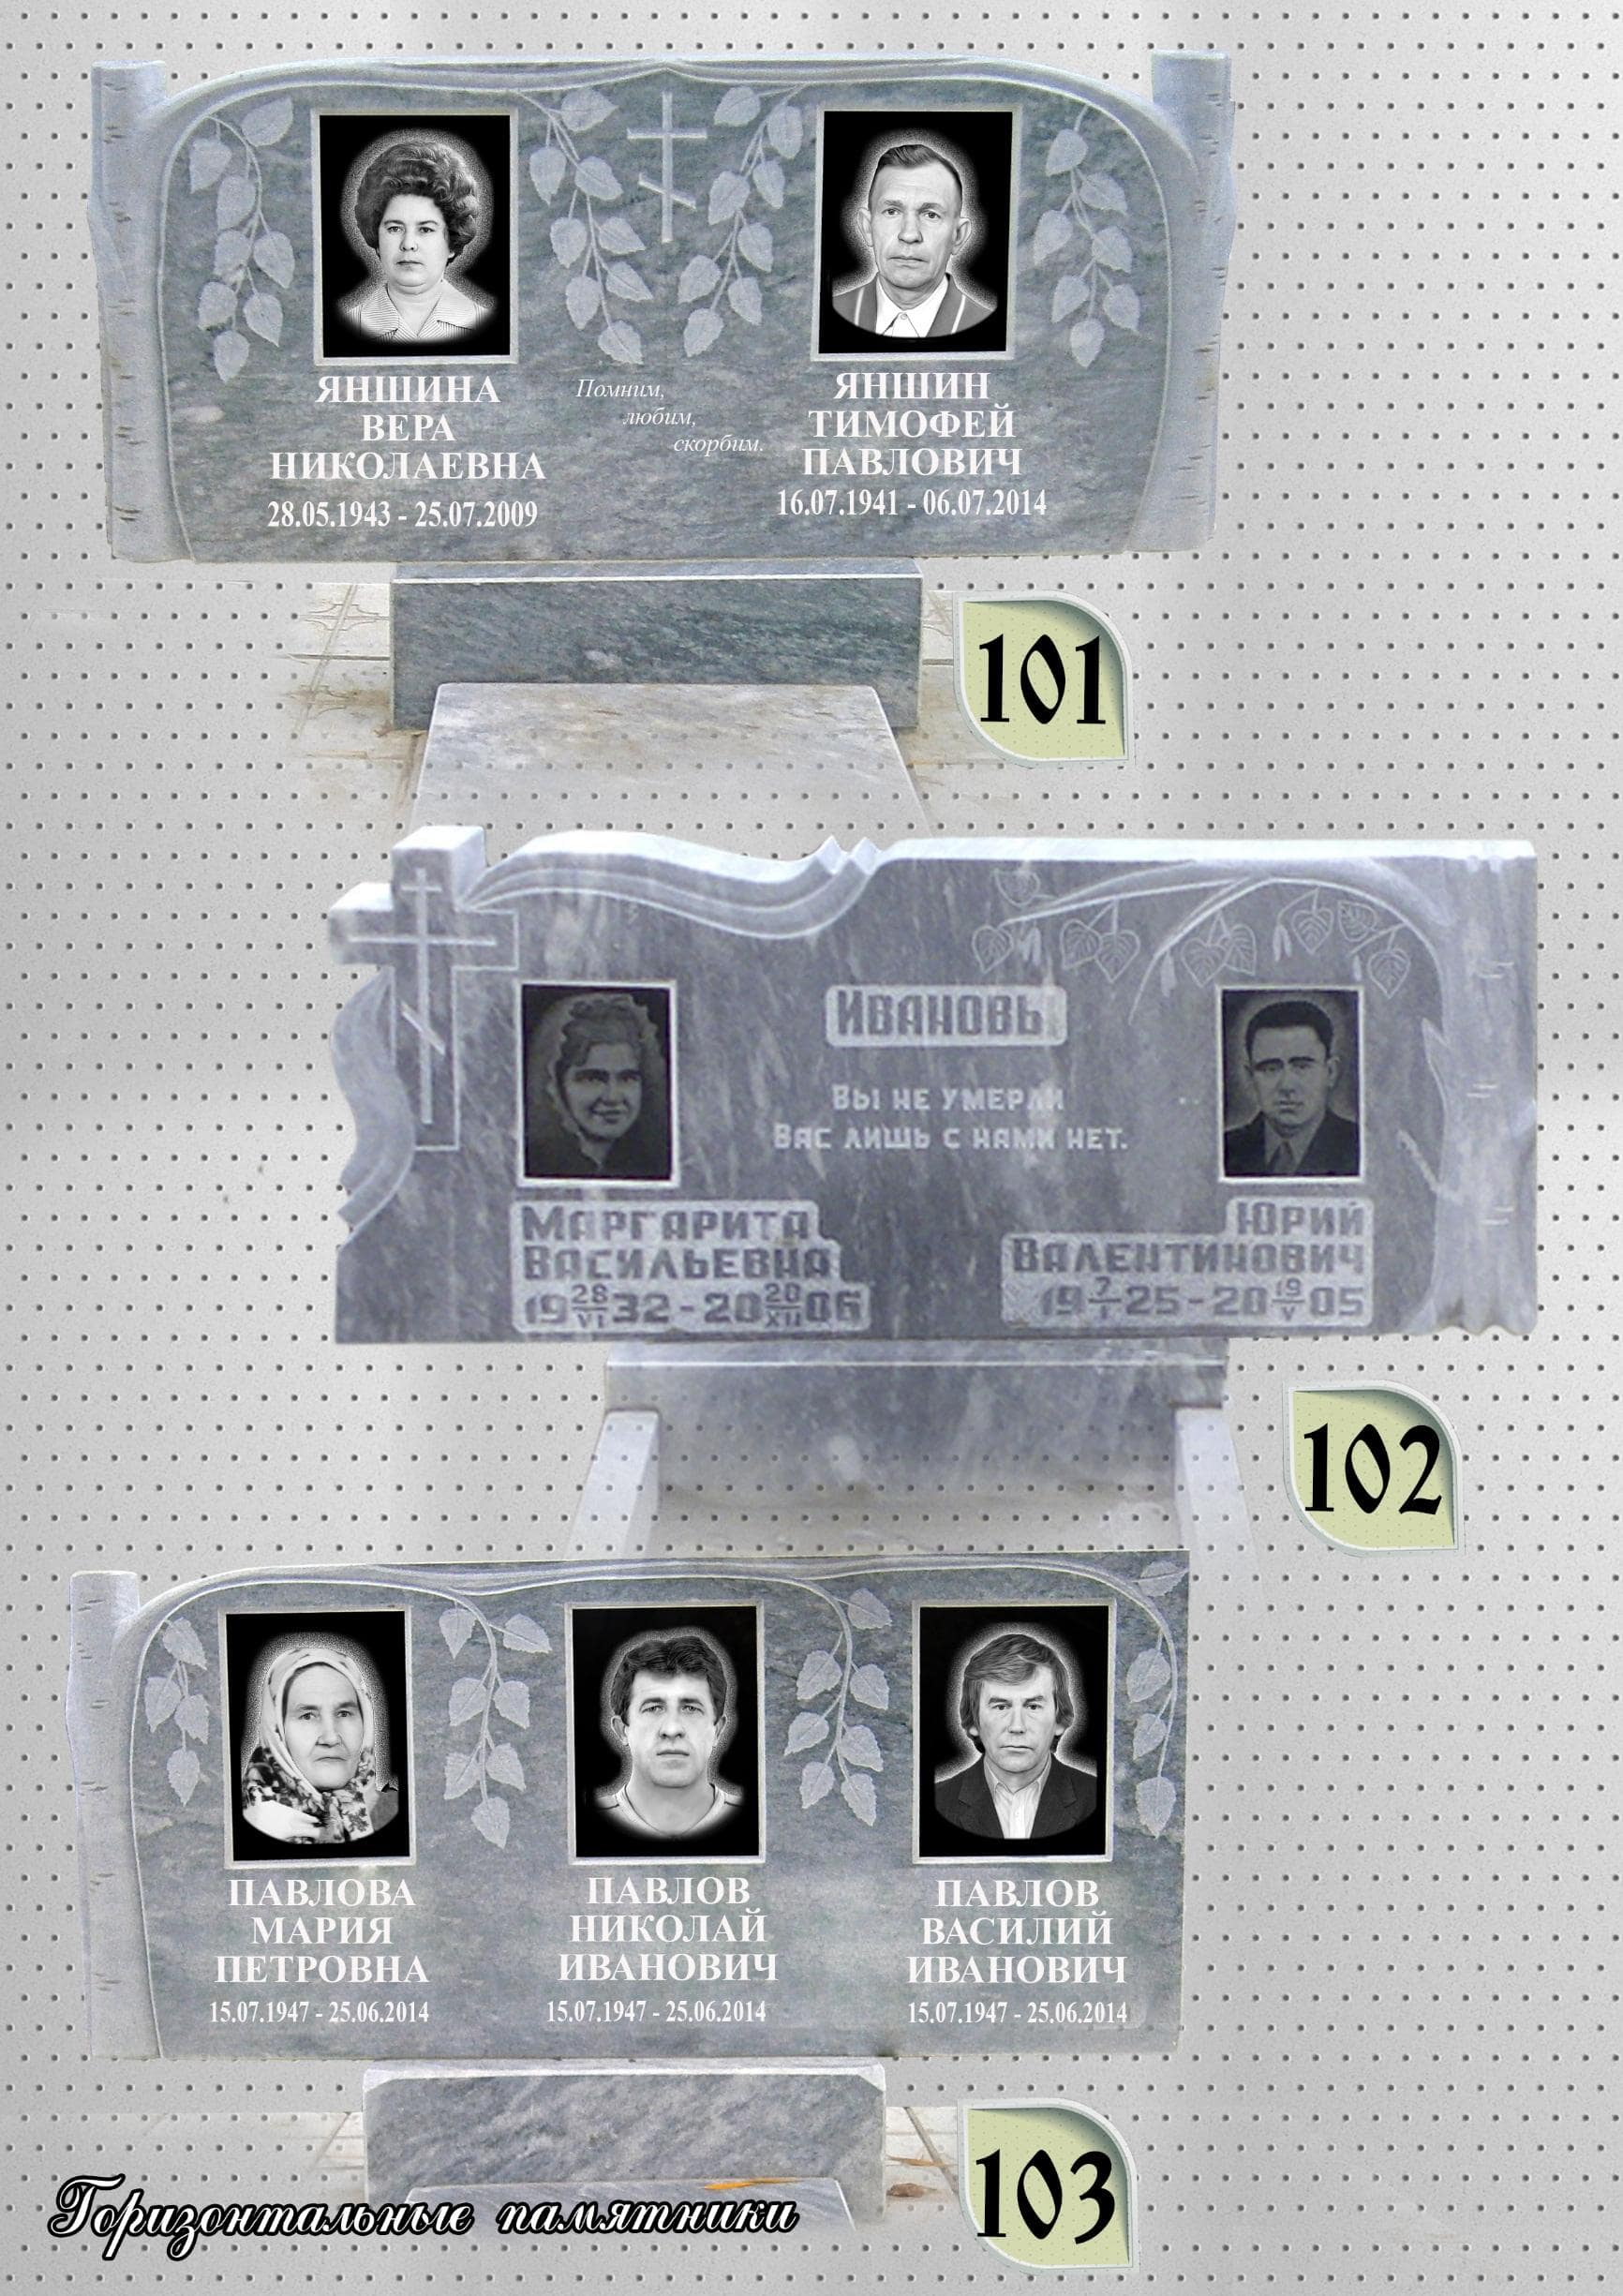 ЯНШИНА
ВЕРА
НИКОЛАЕВНА
28.05.1943 - 25.07.2009
Помним,
любим,
скорбим.
ЯНШИН
ТИМОФЕЙ
ПАВЛОВИЧ
16.07.1941 - 06.07.2014
101
ИВАНОВЫ
ВЫ НЕ УМЕРЛИ
ВАС ЛИШЬ С НАМИ НЕТ.
МАРГАРИТА
ВАСИЛЬЕВНА
19 28/VI 32 - 20 20/XII 06
ЮРИЙ
ВАЛЕНТИНОВИЧ
19 7/I 25 - 20 19/V 05
102
ПАВЛОВА
МАРИЯ
ПЕТРОВНА
15.07.1947 - 25.06.2014
ПАВЛОВ
НИКОЛАЙ
ИВАНОВИЧ
15.07.1947 - 25.06.2014
ПАВЛОВ
ВАСИЛИЙ
ИВАНОВИЧ
15.07.1947 - 25.06.2014
103
Горизонтальные памятники